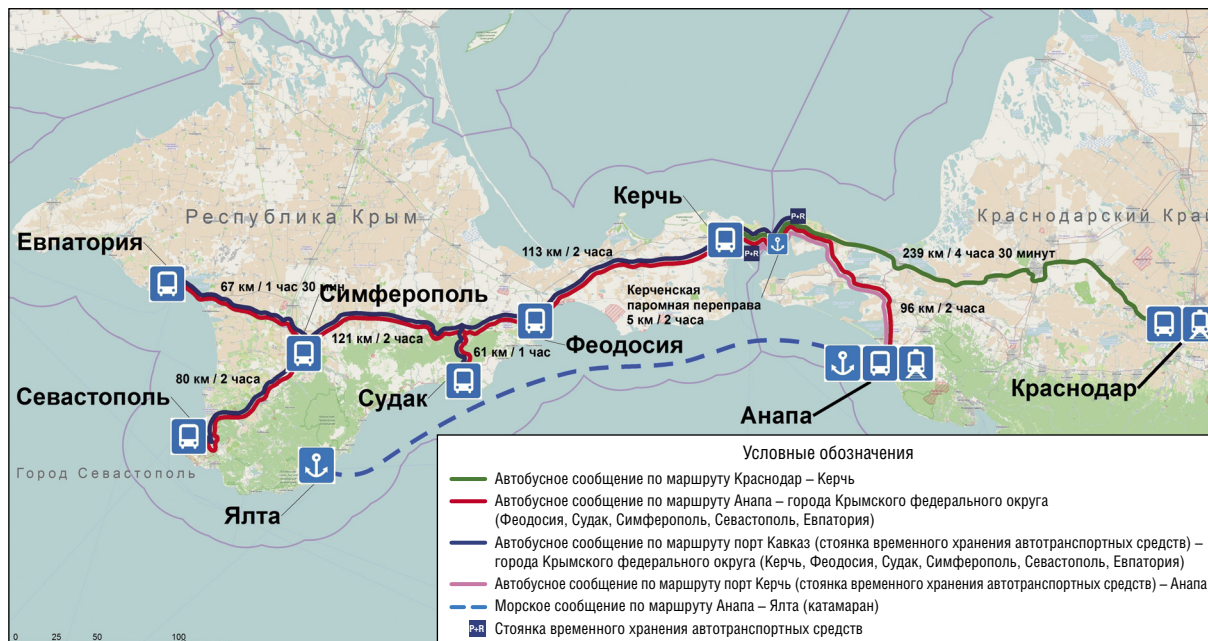 Керчь
P+R
Республика Крым
Краснодарский Край
Евпатория
P+R
113 км / 2 часа
239 км / 4 часа 30 минут
67 км / 1 час 30 мин
Симферополь
Керченская
паромная переправа
5 км / 2 часа
96 км / 2 часа
121 км / 2 часа
Феодосия
61 км / 1 час
80 км / 2 часа
Севастополь
Судак
Анапа
Краснодар
Город Севастополь
Ялта
Условные обозначения
Автобусное сообщение по маршруту Краснодар – Керчь
Автобусное сообщение по маршруту Анапа – города Крымского федерального округа
(Феодосия, Судак, Симферополь, Севастополь, Евпатория)
Автобусное сообщение по маршруту порт Кавказ (стоянка временного хранения автотранспортных средств) –
города Крымского федерального округа (Керчь, Феодосия, Судак, Симферополь, Севастополь, Евпатория)
Автобусное сообщение по маршруту порт Керчь (стоянка временного хранения автотранспортных средств) – Анапа
Морское сообщение по маршруту Анапа – Ялта (катамаран)
P+R Стоянка временного хранения автотранспортных средств
0 25 50 100